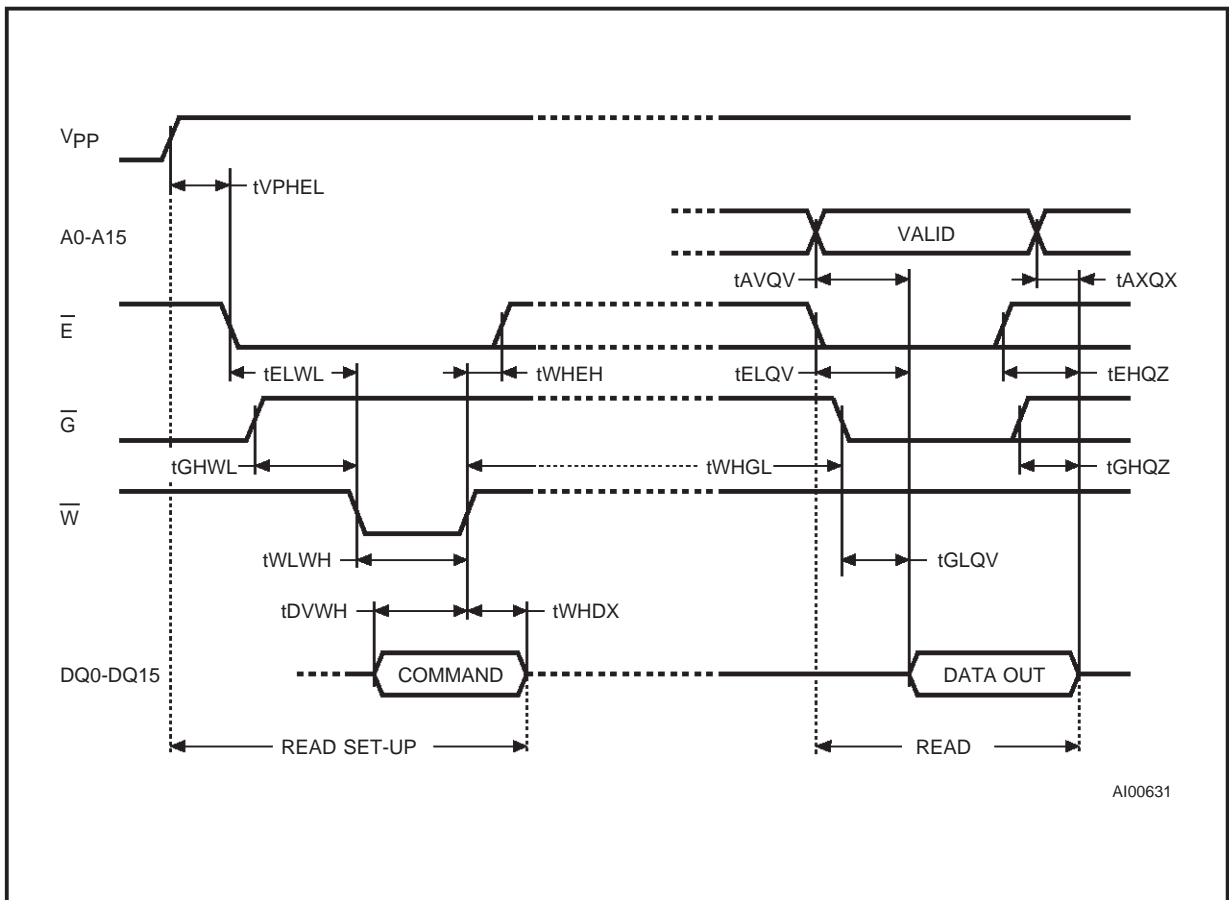 VPP
tVPHEL
A0-A15
VALID
tAVQV
tAXQX
E
tELWL
tWHEH
tELQV
tEHQZ
G
tGHWL
tWHGL
tGHQZ
W
tWLWH
tGLQV
tDVWH
tWHDX
DQ0-DQ15
COMMAND
DATA OUT
READ SET-UP
READ
AI00631